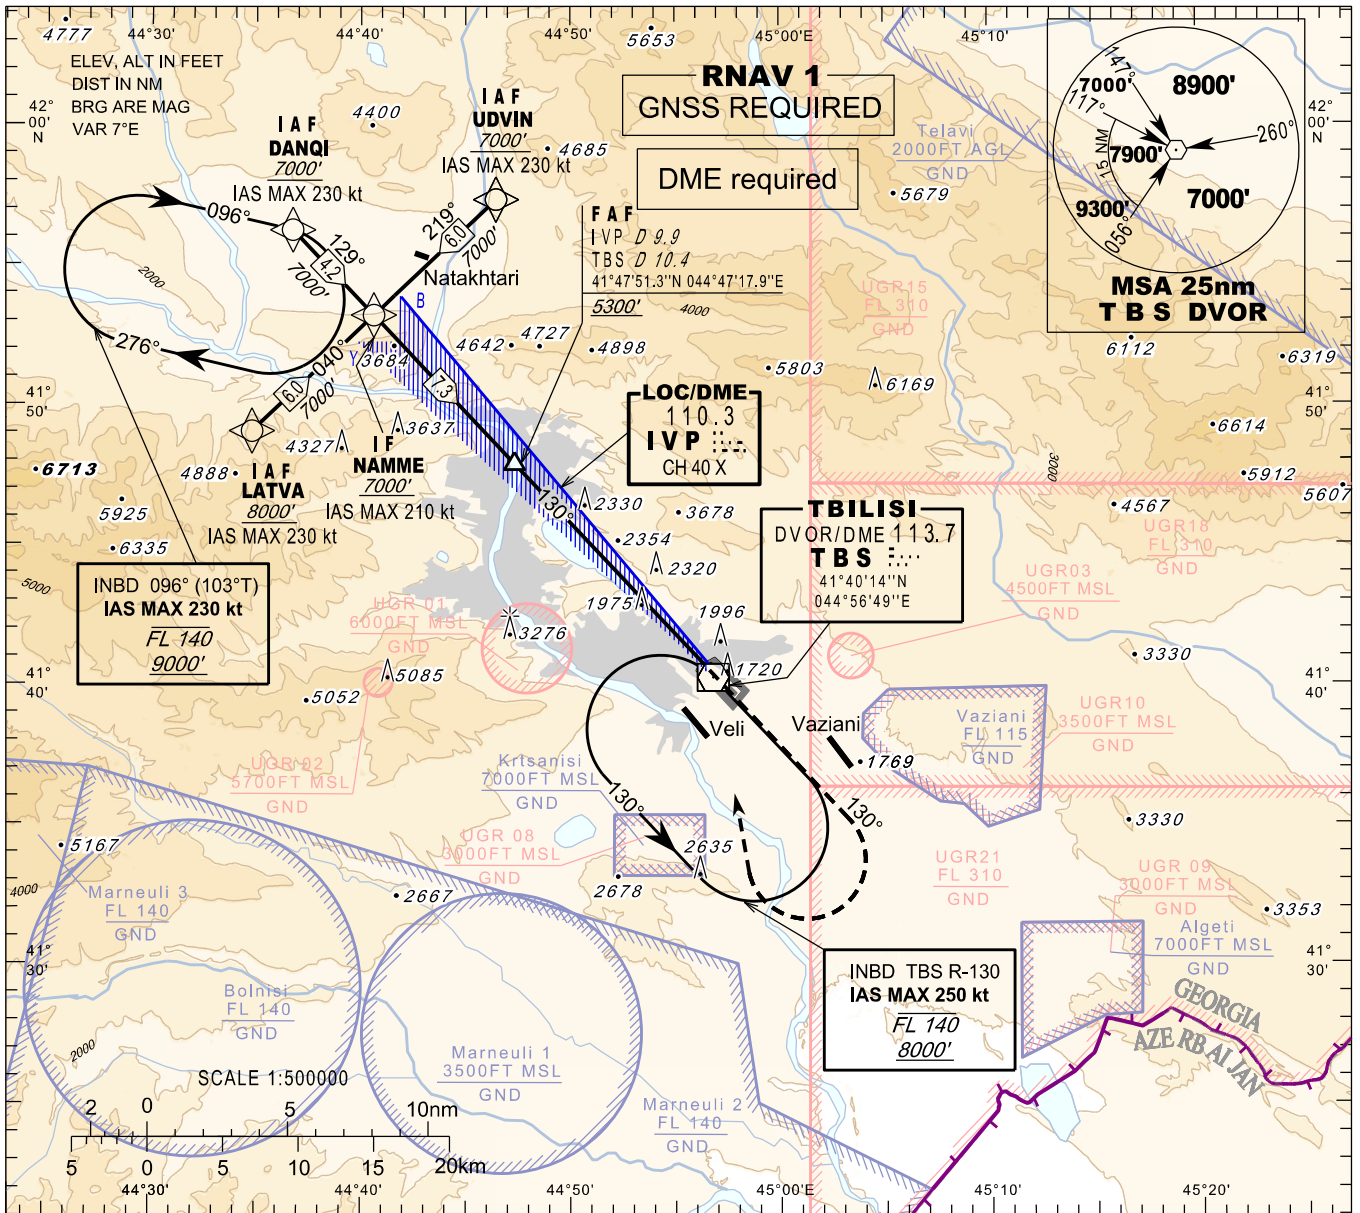 44°30'
44°40'
44°50'
45°00'E
45°10'
4777
5653
ELEV, ALT IN FEET
DIST IN NM
BRG ARE MAG
VAR 7°E
42°
00'
N
RNAV 1
GNSS REQUIRED
DME required
I A F
UDVIN
7000'
IAS MAX 230 kt
I A F
DANQI
7000'
IAS MAX 230 kt
4400
4685
5679
Telavi
2000FT AGL
GND
147°
7000'
117°
8900'
260°
15 NM
7900'
7000'
9300'
056°
MSA 25nm
T B S DVOR
42°
00'
N
096°
129°
4.2
7000'
219°
6.0
7000'
Natakhtari
2000
276°
F A F
IVP D 9.9
TBS D 10.4
41°47'51.3"N 044°47'17.9"E
5300'
4000
B
Y
UGR15
FL 310
GND
6112
6319
3684
4642
4727
4898
5803
6169
040°
6.0
7000'
7.3
41°
50'
41°
50'
LOC/DME
110.3
IVP
CH 40 X
4327
3637
6614
6713
4888
I A F
LATVA
8000'
IAS MAX 230 kt
I F
NAMME
7000'
IAS MAX 210 kt
3000
5912
5607
5925
130°
2330
3678
4567
UGR18
FL 310
GND
6335
2354
2320
TBILISI
DVOR/DME 113.7
TBS
41°40'14"N
044°56'49"E
5000
INBD 096° (103°T)
IAS MAX 230 kt
FL 140
9000'
UGR 01
6000FT MSL
GND
UGR03
4500FT MSL
GND
1975
1996
3276
3330
1720
41°
40'
41°
40'
5085
5052
Veli
Vaziani
Vaziani
FL 115
GND
UGR10
3500FT MSL
GND
UGR 02
5700FT MSL
GND
Krtsanisi
7000FT MSL
GND
1769
130°
130°
3330
5167
UGR 08
3000FT MSL
GND
2635
2678
2667
UGR21
FL 310
GND
UGR 09
3000FT MSL
GND
3353
4000
Marneuli 3
FL 140
GND
Algeti
7000FT MSL
GND
41°
30'
41°
30'
INBD TBS R-130
IAS MAX 250 kt
FL 140
8000'
Bolnisi
FL 140
GND
GEORGIA
AZERBAIJAN
2000
Marneuli 1
3500FT MSL
GND
SCALE 1:500000
Marneuli 2
FL 140
GND
2 0 5 10nm
5 0 5 10 15 20km
44°30'
44°40'
44°50'
45°00'E
45°10'
45°20'